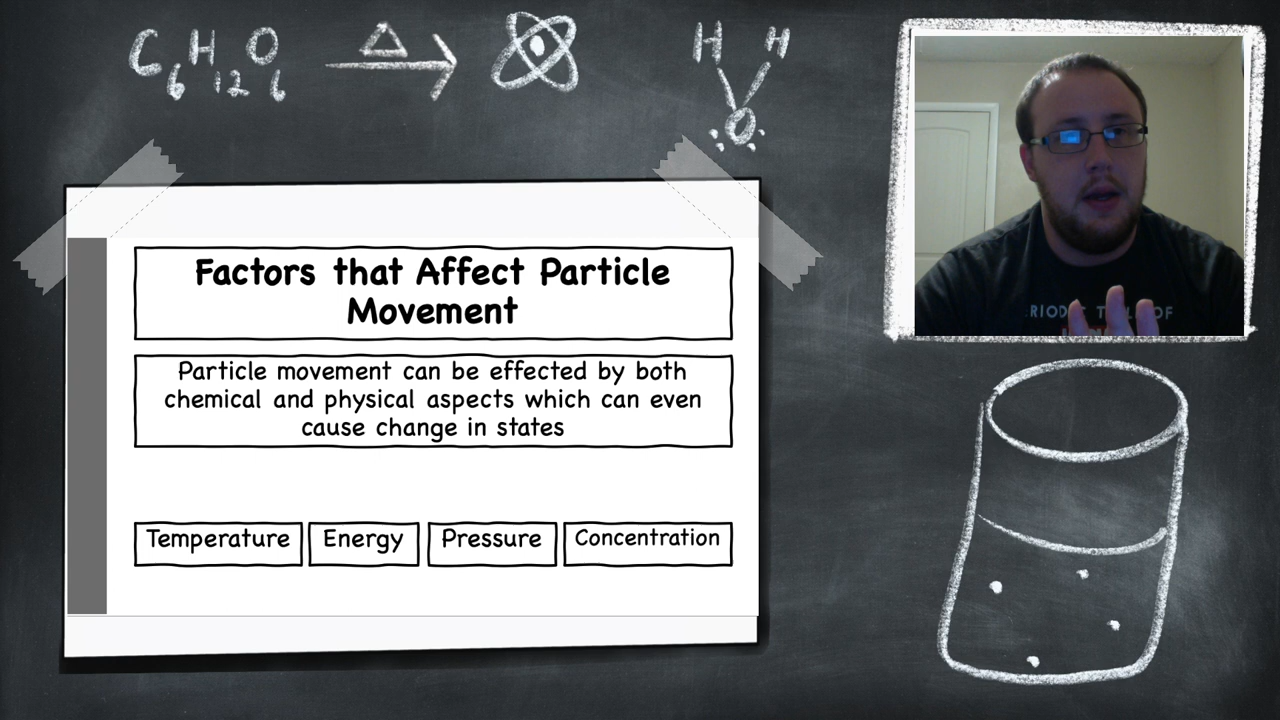 C6H12O6 Δ
H H
O
Factors that Affect Particle
Movement
Particle movement can be effected by both
chemical and physical aspects which can even
cause change in states
Temperature Energy Pressure Concentration
OF